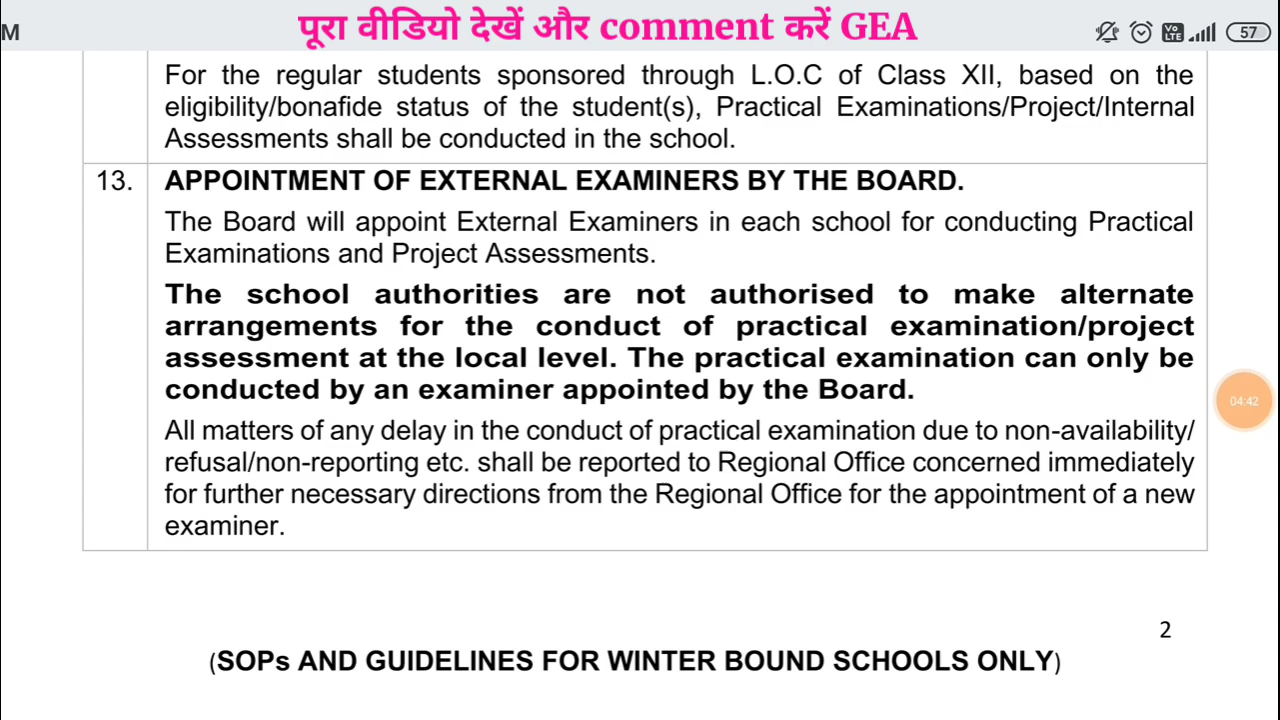 M
पूरा वीडियो देखें और comment करें GEA
Vo LTE
57
For the regular students sponsored through L.O.C of Class XII, based on the
eligibility/bonafide status of the student(s), Practical Examinations/Project/Internal
Assessments shall be conducted in the school.
13. APPOINTMENT OF EXTERNAL EXAMINERS BY THE BOARD.
The Board will appoint External Examiners in each school for conducting Practical
Examinations and Project Assessments.
The school authorities are not authorised to make alternate
arrangements for the conduct of practical examination/project
assessment at the local level. The practical examination can only be
conducted by an examiner appointed by the Board.
04:42
All matters of any delay in the conduct of practical examination due to non-availability/
refusal/non-reporting etc. shall be reported to Regional Office concerned immediately
for further necessary directions from the Regional Office for the appointment of a new
examiner.
2
(SOPs AND GUIDELINES FOR WINTER BOUND SCHOOLS ONLY)